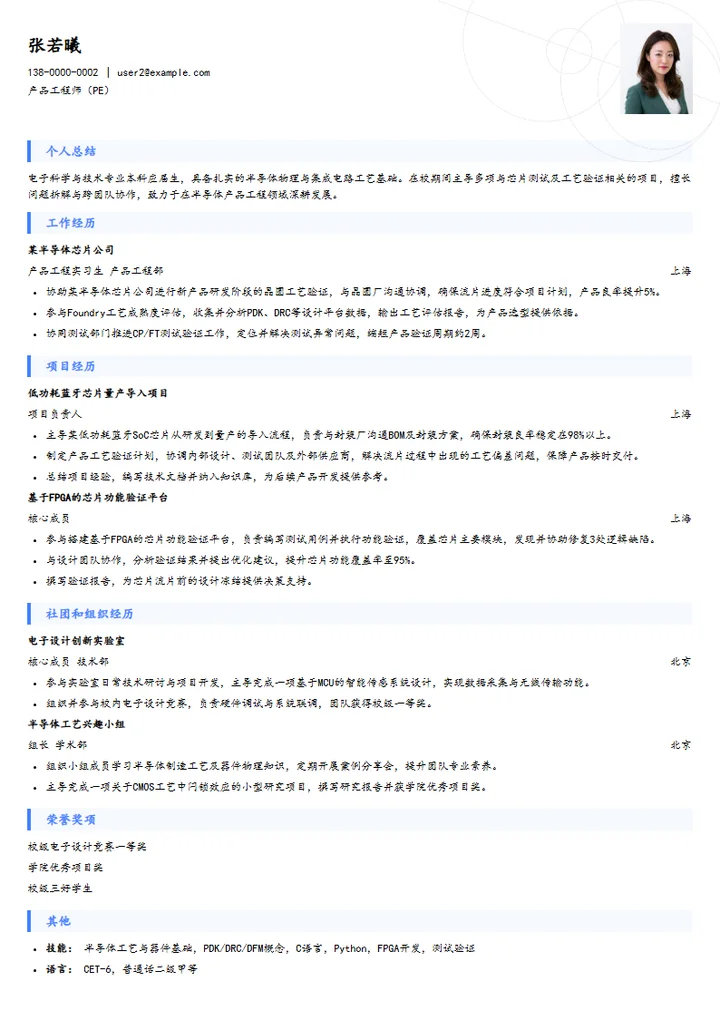 张若曦
138-0000-0002 | user2@example.com
产品工程师（PE）
个人总结
电子科学与技术专业本科应届生，具备扎实的半导体物理与集成电路工艺基础。在校期间主导多项与芯片测试及工艺验证相关的项目，擅长
问题拆解与跨团队协作，致力于在半导体产品工程领域深耕发展。
工作经历
某半导体芯片公司
产品工程实习生 产品工程部 上海
• 协助某半导体芯片公司进行新产品研发阶段的晶圆工艺验证，与晶圆厂沟通协调，确保流片进度符合项目计划，产品良率提升5%。
• 参与Foundry工艺成熟度评估，收集并分析PDK、DRC等设计平台数据，输出工艺评估报告，为产品选型提供依据。
• 协同测试部门推进CP/FT测试验证工作，定位并解决测试异常问题，缩短产品验证周期约2周。
项目经历
低功耗蓝牙芯片量产导入项目
项目负责人 上海
• 主导某低功耗蓝牙SoC芯片从研发到量产的导入流程，负责与封装厂沟通BOM及封装方案，确保封装良率稳定在98%以上。
• 制定产品工艺验证计划，协调内部设计、测试团队及外部供应商，解决流片过程中出现的工艺偏差问题，保障产品按时交付。
• 总结项目经验，编写技术文档并纳入知识库，为后续产品开发提供参考。
基于FPGA的芯片功能验证平台
核心成员 上海
• 参与搭建基于FPGA的芯片功能验证平台，负责编写测试用例并执行功能验证，覆盖芯片主要模块，发现并协助修复3处逻辑缺陷。
• 与设计团队协作，分析验证结果并提出优化建议，提升芯片功能覆盖率至95%。
• 撰写验证报告，为芯片流片前的设计冻结提供决策支持。
社团和组织经历
电子设计创新实验室
核心成员 技术部 北京
• 参与实验室日常技术研讨与项目开发，主导完成一项基于MCU的智能传感系统设计，实现数据采集与无线传输功能。
• 组织并参与校内电子设计竞赛，负责硬件调试与系统联调，团队获得校级一等奖。
半导体工艺兴趣小组
组长 学术部 北京
• 组织小组成员学习半导体制造工艺及器件物理知识，定期开展案例分享会，提升团队专业素养。
• 主导完成一项关于CMOS工艺中闩锁效应的小型研究项目，撰写研究报告并获学院优秀项目奖。
荣誉奖项
校级电子设计竞赛一等奖
学院优秀项目奖
校级三好学生
其他
• 技能： 半导体工艺与器件基础，PDK/DRC/DFM概念，C语言，Python，FPGA开发，测试验证
• 语言： CET-6，普通话二级甲等